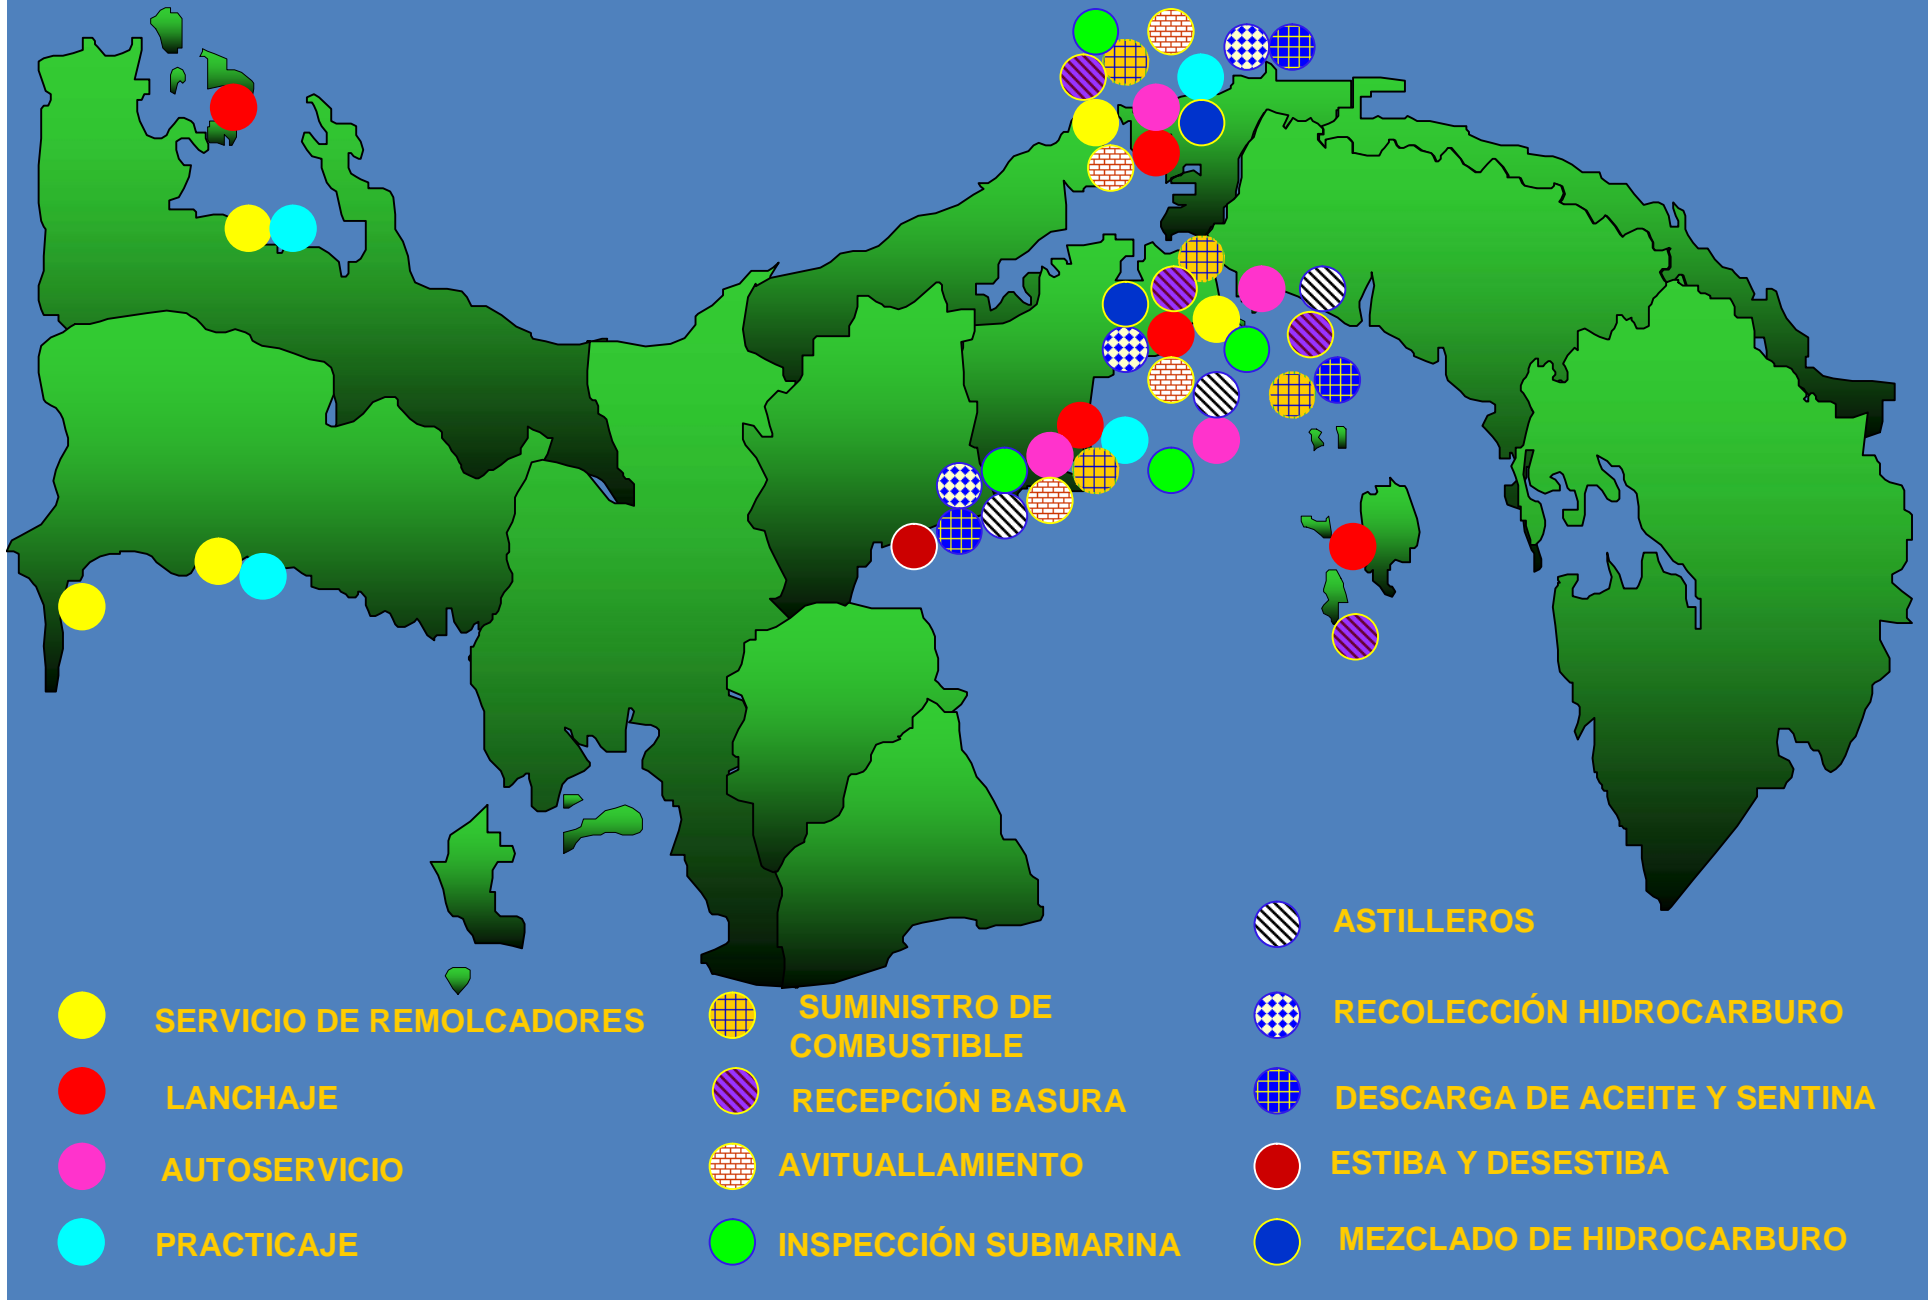 ASTILLEROS
SERVICIO DE REMOLCADORES
SUMINISTRO DE
COMBUSTIBLE
RECOLECCIÓN HIDROCARBURO
LANCHAJE
RECEPCIÓN BASURA
DESCARGA DE ACEITE Y SENTINA
AUTOSERVICIO
AVITUALLAMIENTO
ESTIBA Y DESESTIBA
PRACTICAJE
INSPECCIÓN SUBMARINA
MEZCLADO DE HIDROCARBURO